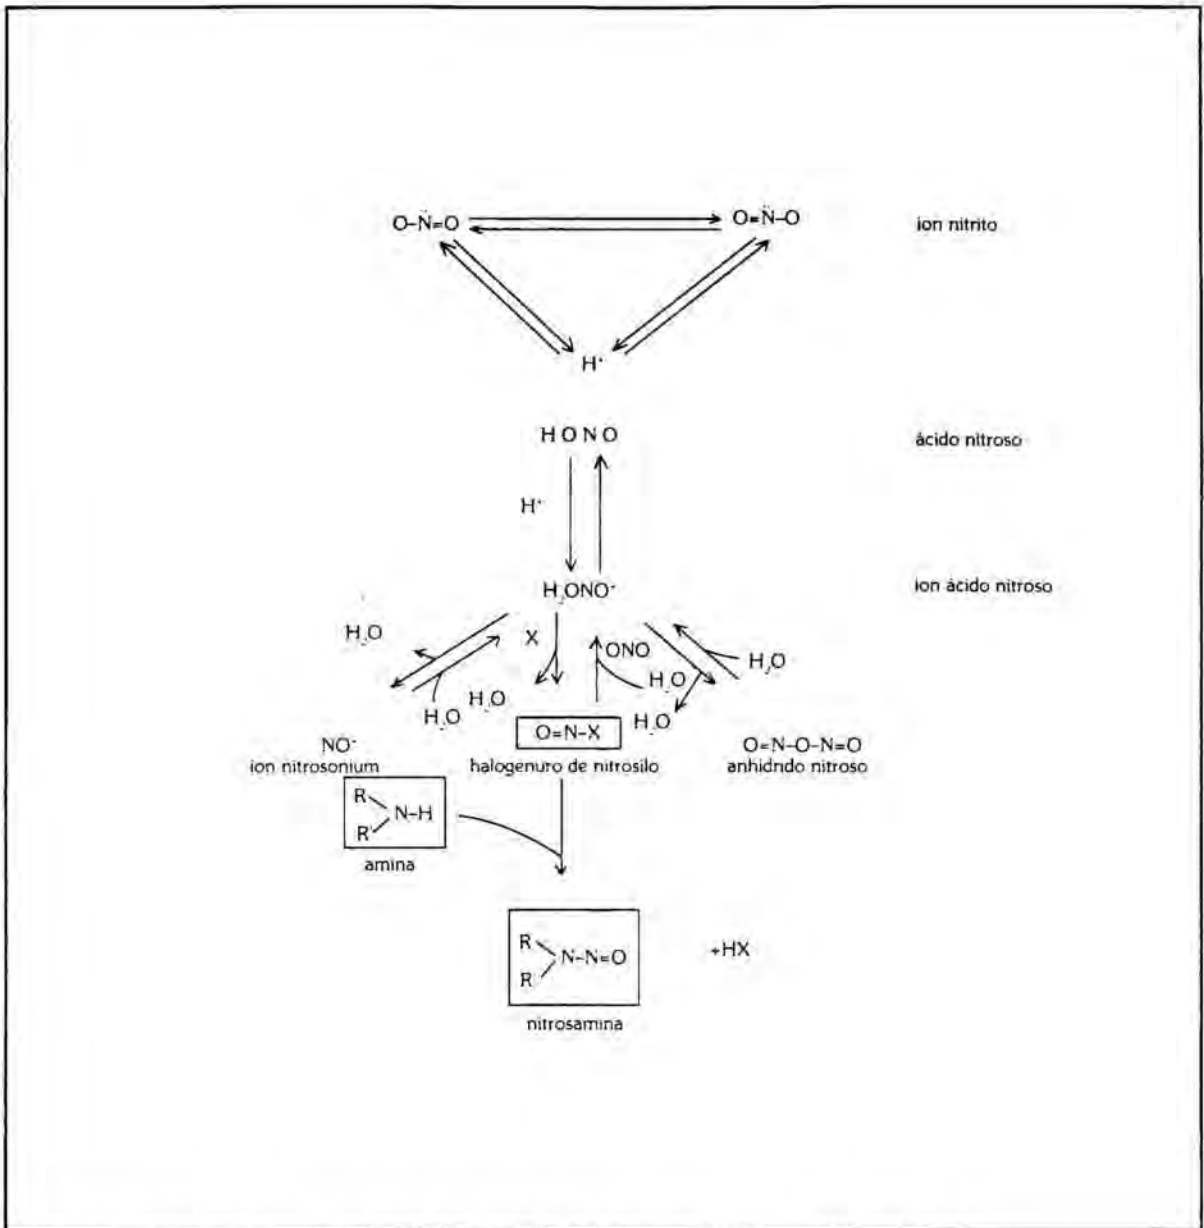 O-N̈=O O=N̈-O ion nitrito
H⁺
H O N O ácido nitroso
H⁺
H₂ONO⁺ ion ácido nitroso
H₂O X ONO H₂O
H₂O H₂O H₂O H₂O
O=N-X
NO⁺ O=N-O-N=O
ion nitrosonium halogenuro de nitrosilo anhidrido nitroso
R
N-H
R
amina
R
N-N=O +HX
R
nitrosamina